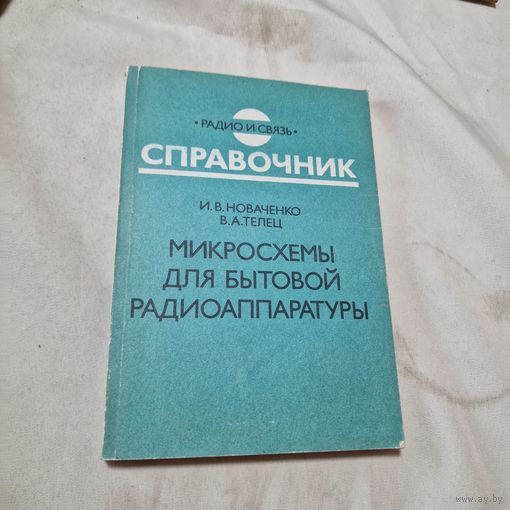 • РАДИО И СВЯЗЬ •
СПРАВОЧНИК
И.В.НОВАЧЕНКО
В.А.ТЕЛЕЦ
МИКРОСХЕМЫ
ДЛЯ БЫТОВОЙ
РАДИОАППАРАТУРЫ
© www.ay.by